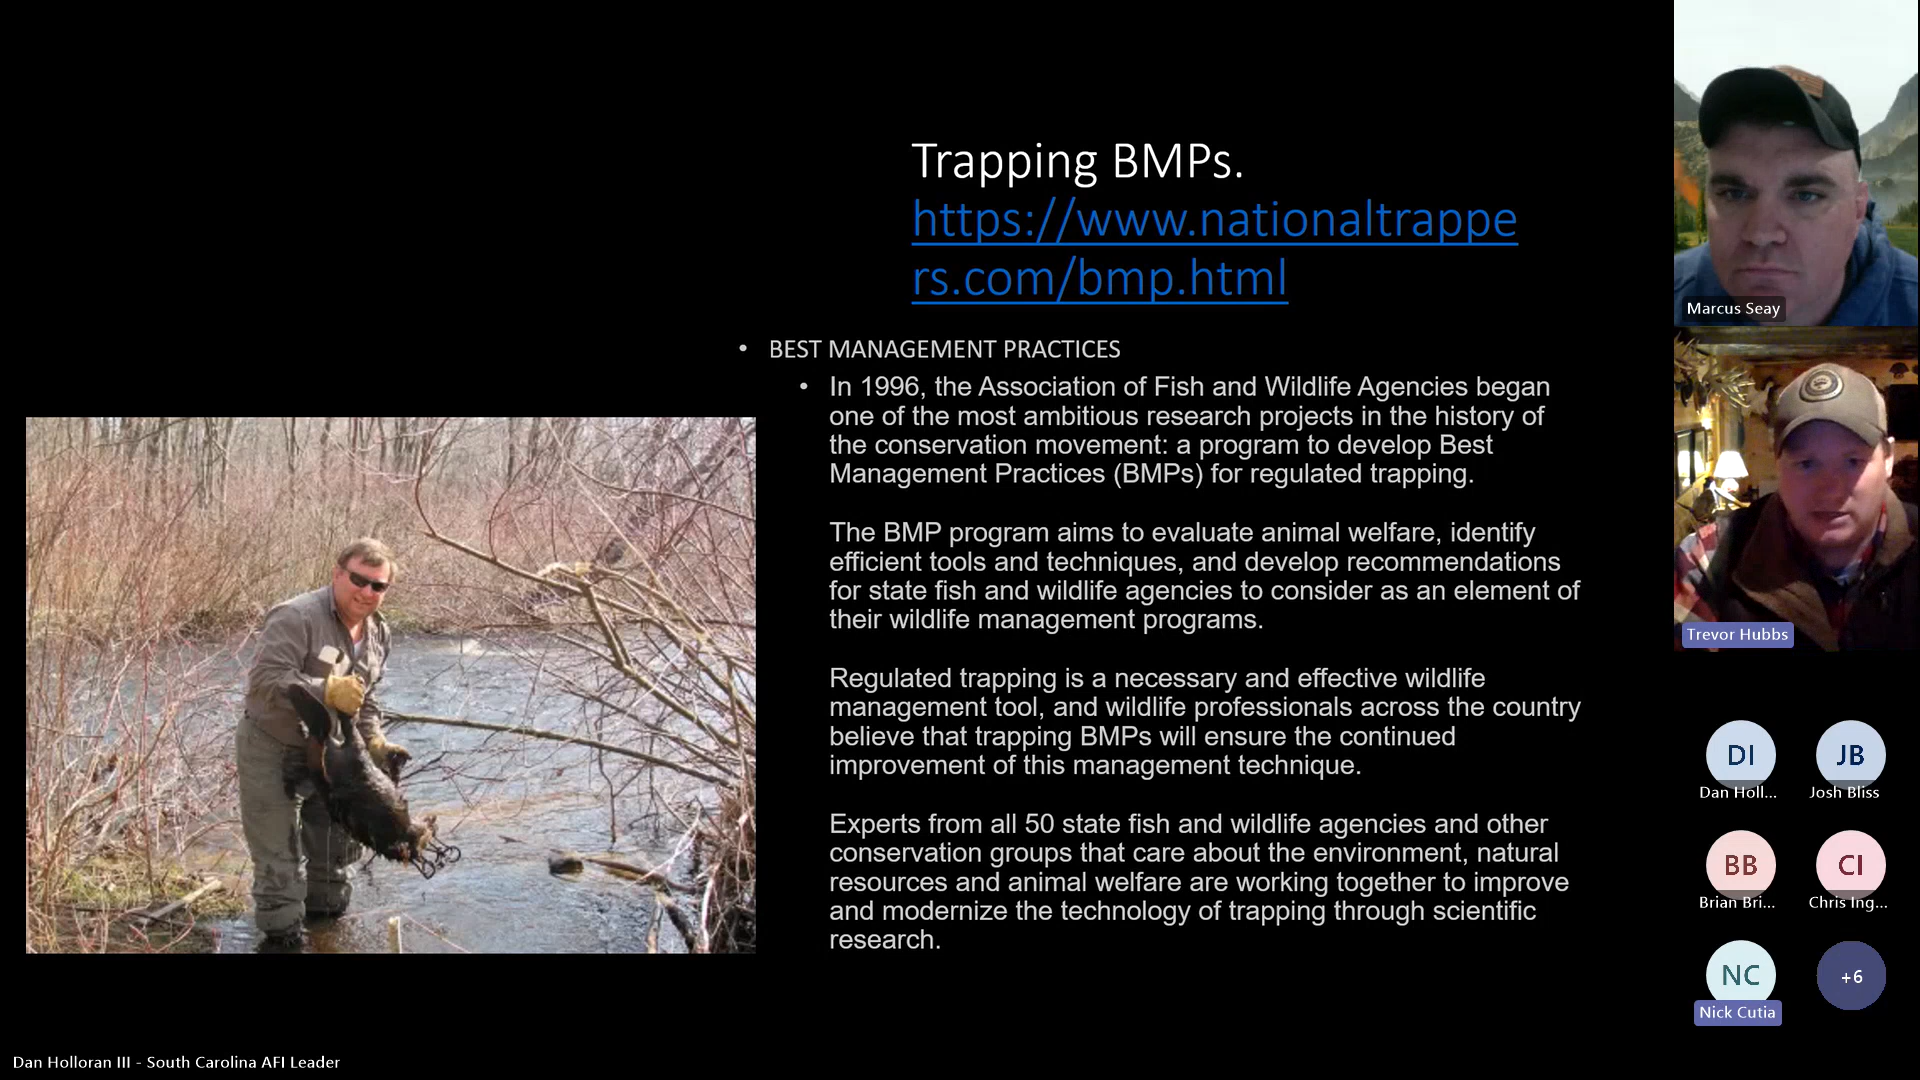 Trapping BMPs.
https://www.nationaltrappe
rs.com/bmp.html
• BEST MANAGEMENT PRACTICES
• In 1996, the Association of Fish and Wildlife Agencies began
one of the most ambitious research projects in the history of
the conservation movement: a program to develop Best
Management Practices (BMPs) for regulated trapping.
The BMP program aims to evaluate animal welfare, identify
efficient tools and techniques, and develop recommendations
for state fish and wildlife agencies to consider as an element of
their wildlife management programs.
Regulated trapping is a necessary and effective wildlife
management tool, and wildlife professionals across the country
believe that trapping BMPs will ensure the continued
improvement of this management technique.
Experts from all 50 state fish and wildlife agencies and other
conservation groups that care about the environment, natural
resources and animal welfare are working together to improve
and modernize the technology of trapping through scientific
research.
Marcus Seay
Trevor Hubbs
DI
JB
Dan Holl...
Josh Bliss
BB
CI
Brian Bri...
Chris Ing...
NC
+6
Nick Cutia
Dan Holloran III - South Carolina AFI Leader